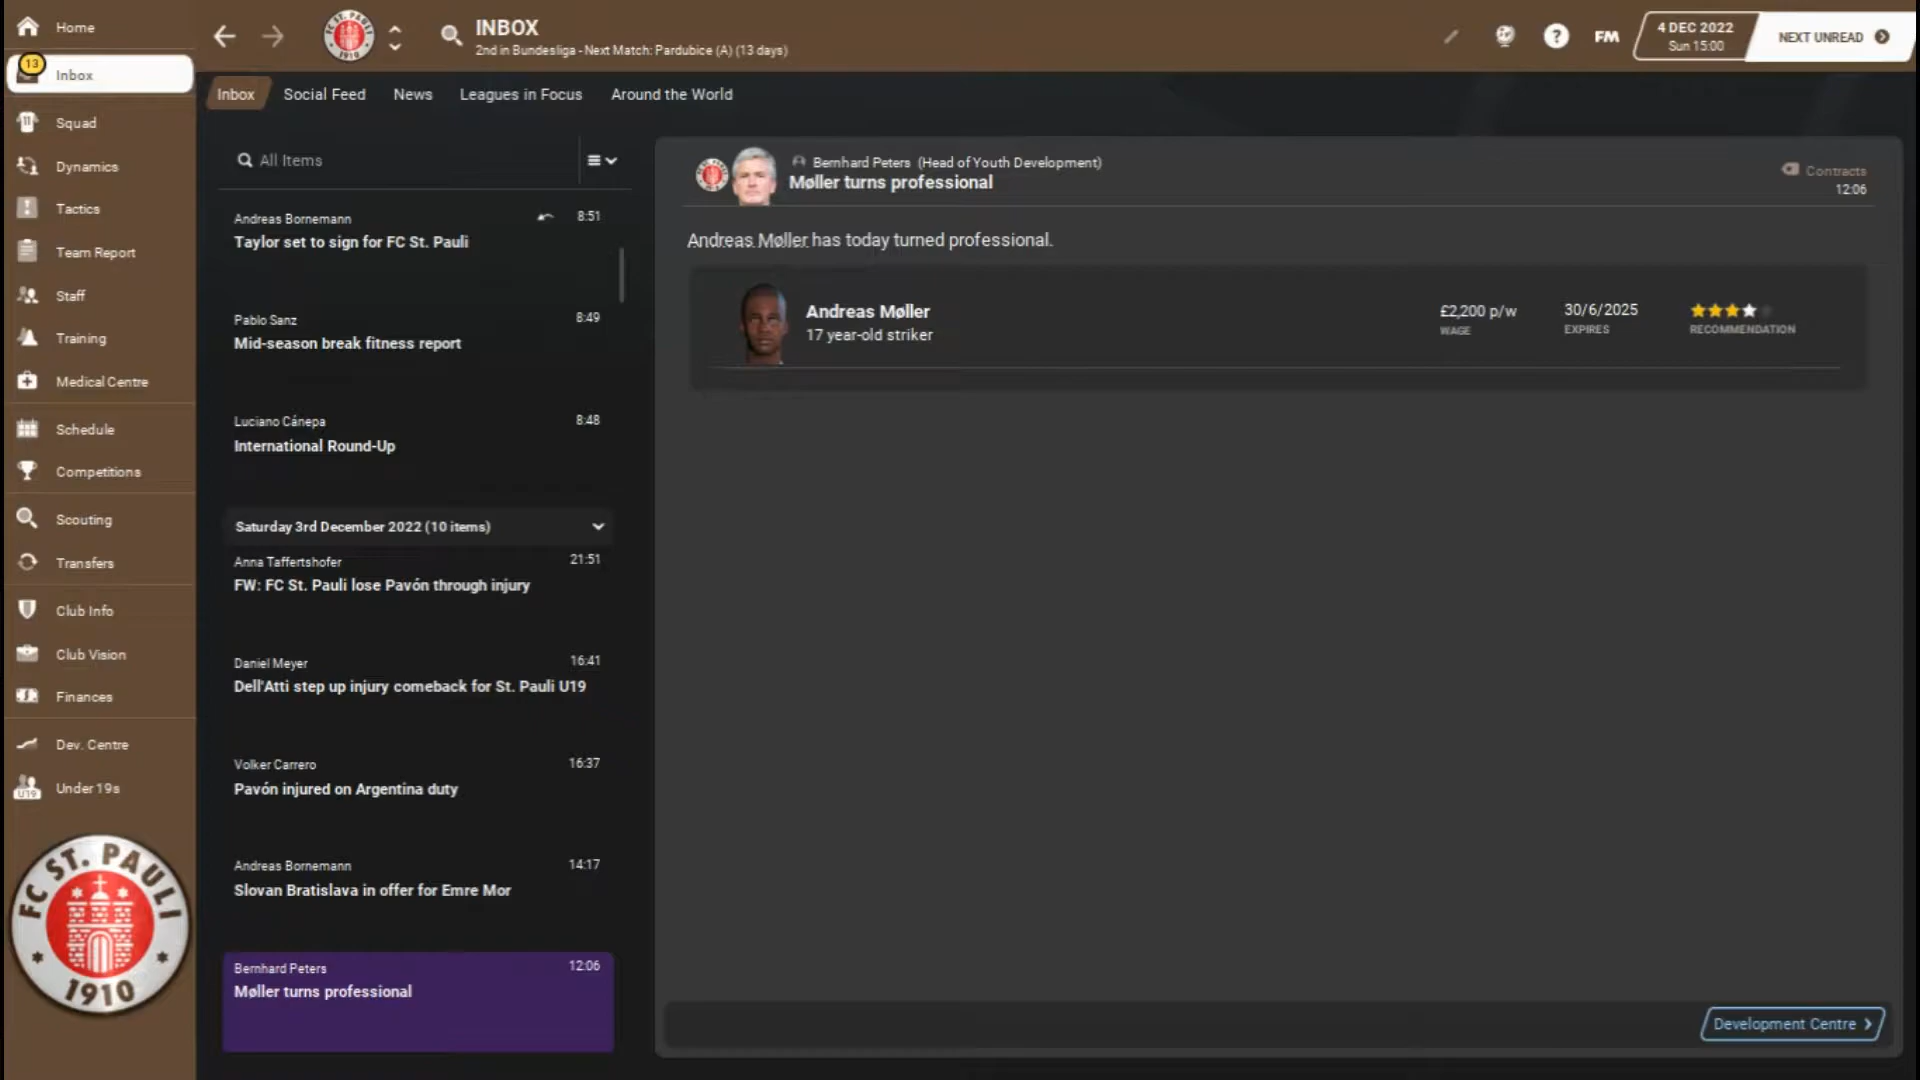 Home
13
Inbox
Squad
Dynamics
Tactics
Team Report
Staff
Training
Medical Centre
Schedule
Competitions
Scouting
Transfers
Club Info
Club Vision
Finances
Dev. Centre
U19
Under 19s
FC ST. PAULI
1910
FC ST. PAULI
1910
INBOX
2nd in Bundesliga - Next Match: Pardubice (A) (13 days)
?
FM
4 DEC 2022
Sun 15:00
NEXT UNREAD
Inbox
Social Feed
News
Leagues in Focus
Around the World
All Items
Andreas Bornemann
8:51
Taylor set to sign for FC St. Pauli
Pablo Sanz
8:49
Mid-season break fitness report
Luciano Cánepa
8:48
International Round-Up
Saturday 3rd December 2022 (10 items)
Anna Taffertshofer
21:51
FW: FC St. Pauli lose Pavón through injury
Daniel Meyer
16:41
Dell'Atti step up injury comeback for St. Pauli U19
Volker Carrero
16:37
Pavón injured on Argentina duty
Andreas Bornemann
14:17
Slovan Bratislava in offer for Emre Mor
Bernhard Peters
12:06
Møller turns professional
Bernhard Peters (Head of Youth Development)
Møller turns professional
Contracts
12:06
Andreas Møller has today turned professional.
Andreas Møller
17 year-old striker
£2,200 p/w
WAGE
30/6/2025
EXPIRES
RECOMMENDATION
Development Centre